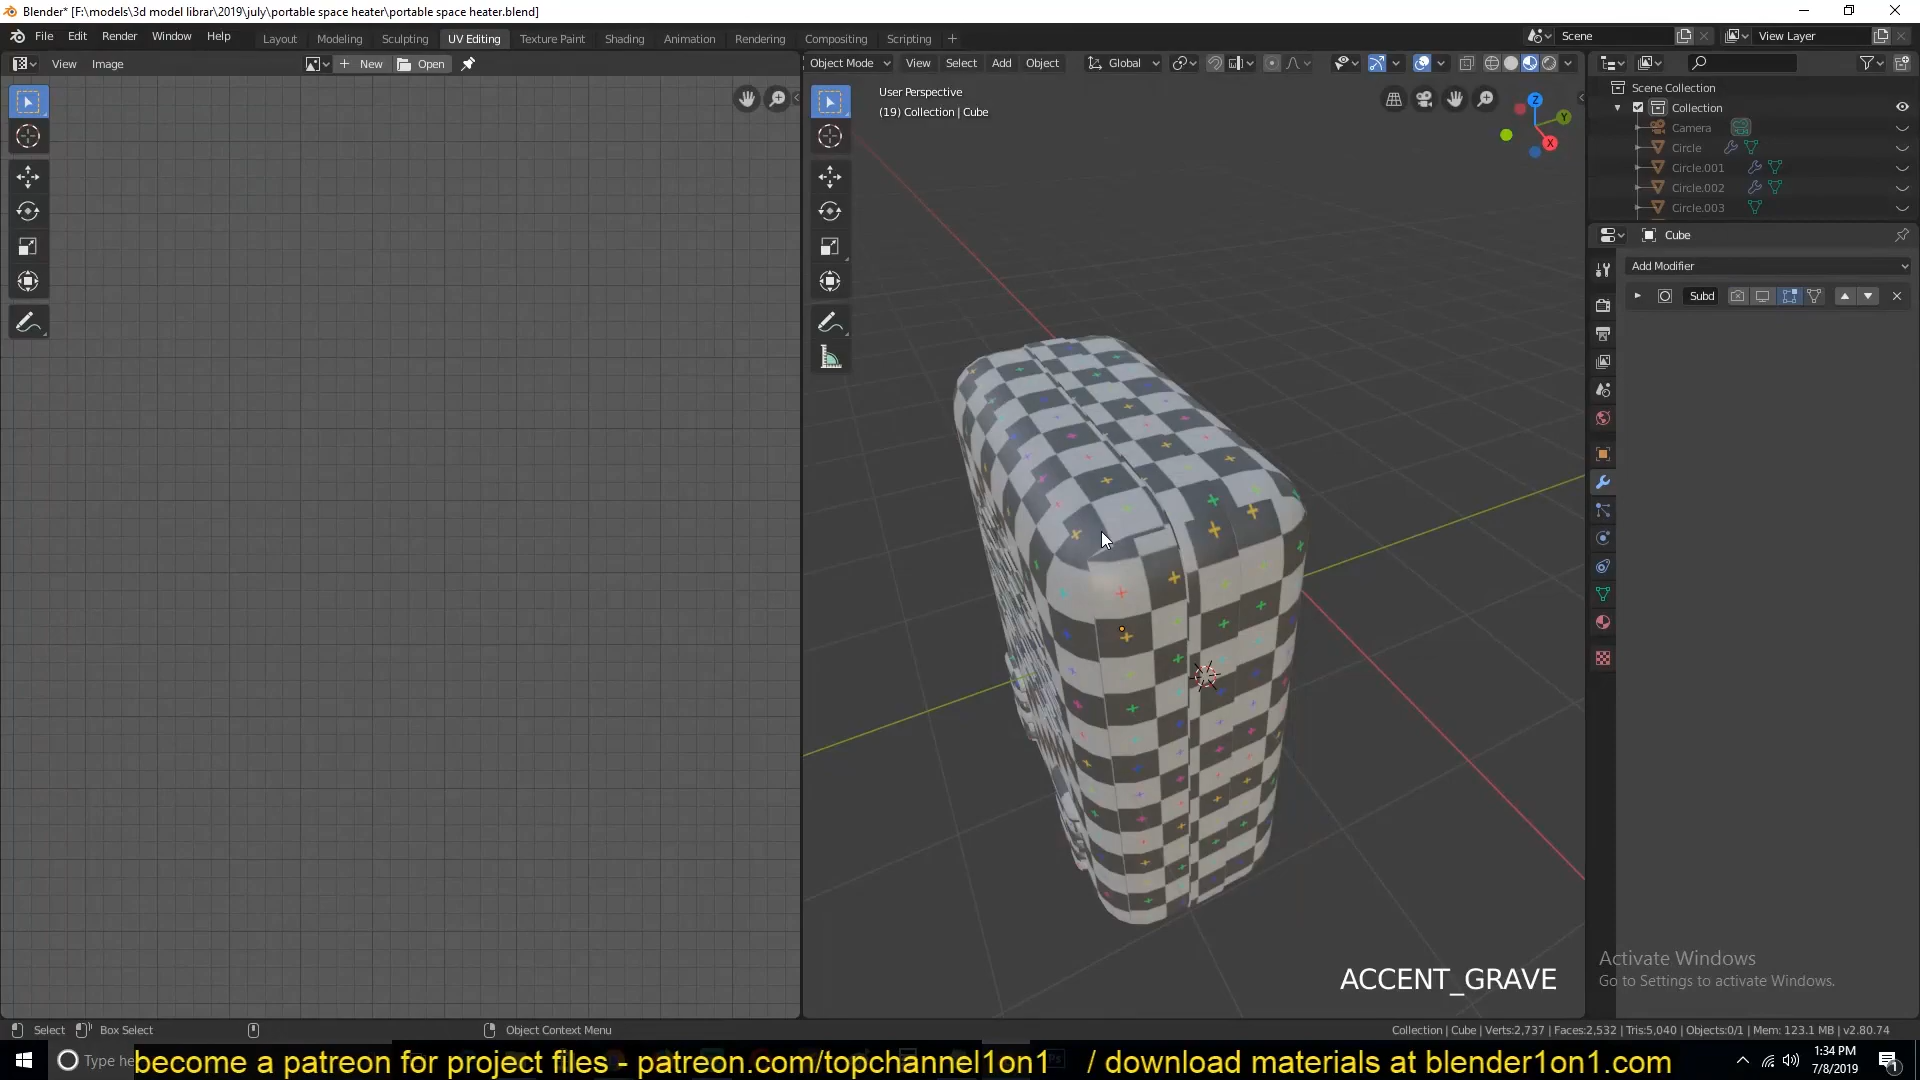 Blender* [F:\models\3d model librar\2019\july\portable space heater\portable space heater.blend]
File Edit Render Window Help Layout Modeling Sculpting UV Editing Texture Paint Shading Animation Rendering Compositing Scripting Scene View Layer
View Image New Open Object Mode View Select Add Object Global
User Perspective
(19) Collection | Cube
Z
Y
X
Scene Collection
Collection
Camera
Circle
Circle.001
Circle.002
Circle.003
Cube
Add Modifier
Subd
ACCENT_GRAVE
Activate Windows
Go to Settings to activate Windows.
Select Box Select Object Context Menu Collection | Cube | Verts:2,737 | Faces:2,532 | Tris:5,040 | Objects:0/1 | Mem: 123.1 MB | v2.80.74
Type he
become a patreon for project files - patreon.com/topchannel1on1 / download materials at blender1on1.com
1:34 PM
7/8/2019
1